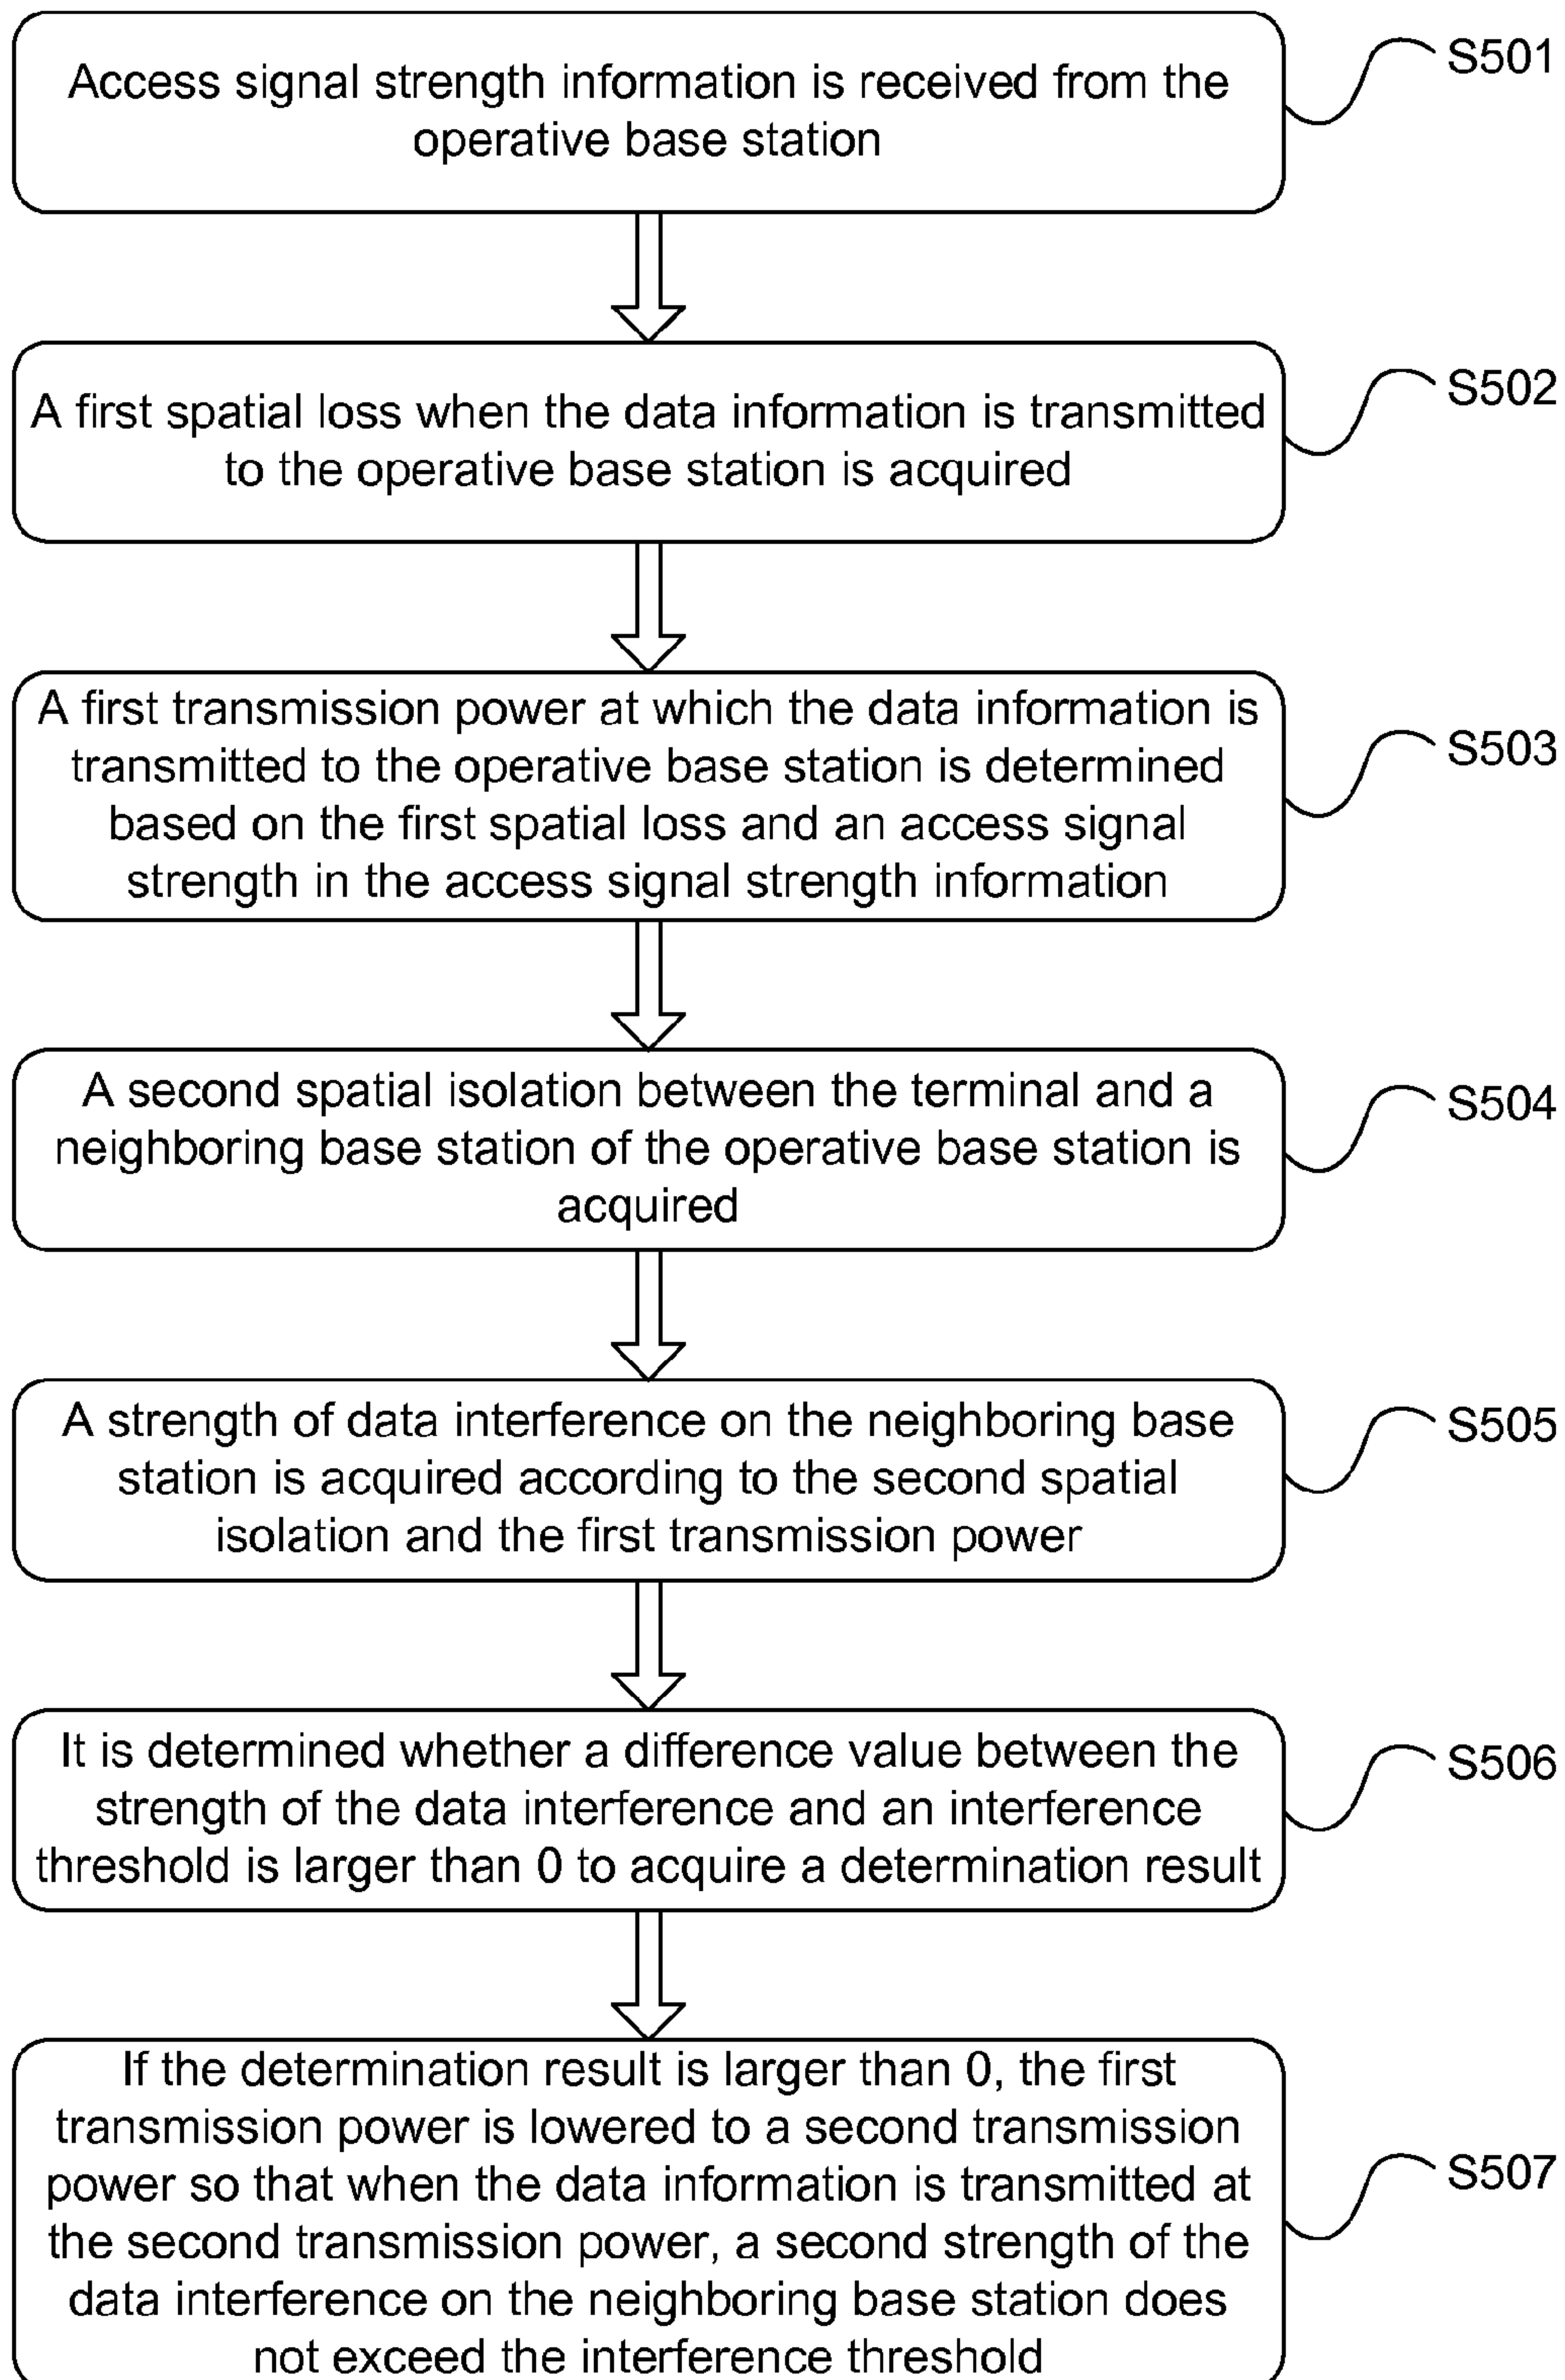 Access signal strength information is received from the
operative base station
S501
A first spatial loss when the data information is transmitted
to the operative base station is acquired
S502
A first transmission power at which the data information is
transmitted to the operative base station is determined
based on the first spatial loss and an access signal
strength in the access signal strength information
S503
A second spatial isolation between the terminal and a
neighboring base station of the operative base station is
acquired
S504
A strength of data interference on the neighboring base
station is acquired according to the second spatial
isolation and the first transmission power
S505
It is determined whether a difference value between the
strength of the data interference and an interference
threshold is larger than 0 to acquire a determination result
S506
If the determination result is larger than 0, the first
transmission power is lowered to a second transmission
power so that when the data information is transmitted at
the second transmission power, a second strength of the
data interference on the neighboring base station does
not exceed the interference threshold
S507